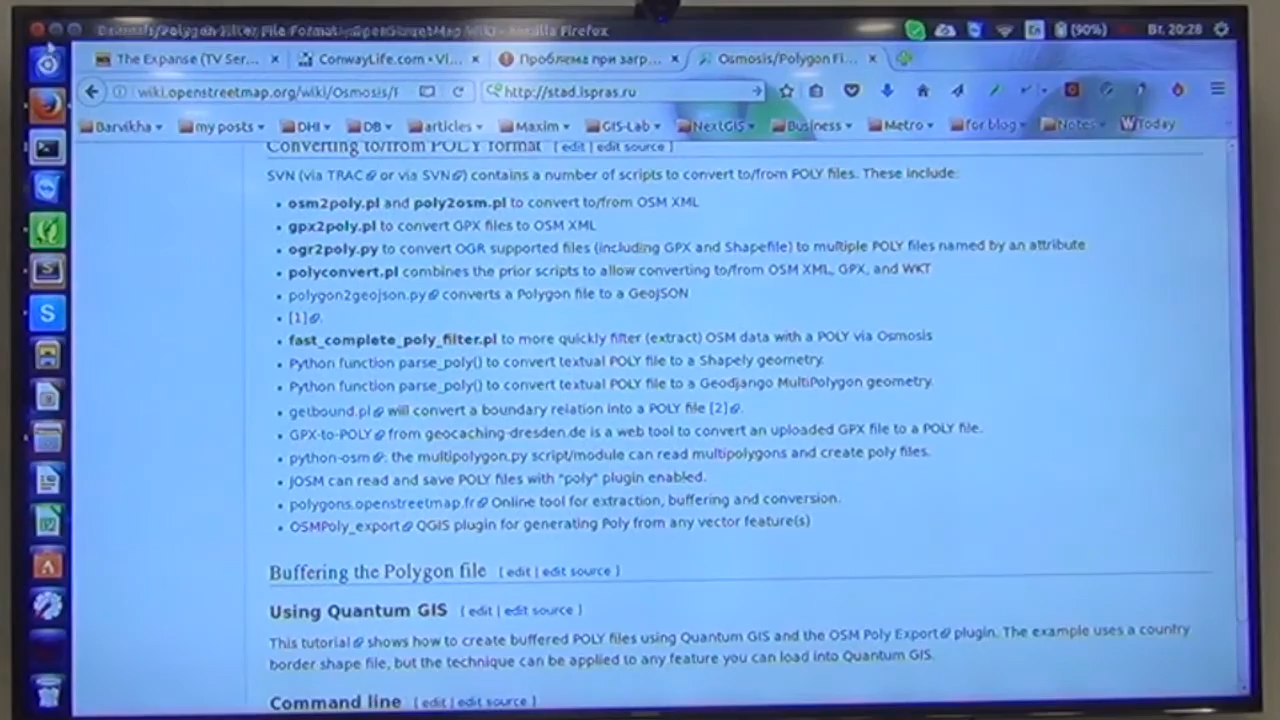 Osmosis/Polygon Filter File Format - OpenStreetMap Wiki - Mozilla Firefox
En (90%) Вт, 20:28
The Expanse (TV Ser... × ConwayLife.com • Vi... × Проблема при загр... × Osmosis/Polygon Fi... ×
wiki.openstreetmap.org/wiki/Osmosis/F http://stad.ispras.ru
Barvikha my posts DHI DB articles Maxim GIS-Lab NextGIS Business Metro for blog Notes Today
Converting to/from POLY format [ edit | edit source ]
SVN (via TRAC or via SVN) contains a number of scripts to convert to/from POLY files. These include:
• osm2poly.pl and poly2osm.pl to convert to/from OSM XML
• gpx2poly.pl to convert GPX files to OSM XML
• ogr2poly.py to convert OGR supported files (including GPX and Shapefile) to multiple POLY files named by an attribute
• polyconvert.pl combines the prior scripts to allow converting to/from OSM XML, GPX, and WKT
• polygon2geojson.py converts a Polygon file to a GeoJSON
• [1].
• fast_complete_poly_filter.pl to more quickly filter (extract) OSM data with a POLY via Osmosis
• Python function parse_poly() to convert textual POLY file to a Shapely geometry.
• Python function parse_poly() to convert textual POLY file to a Geodjango MultiPolygon geometry.
• getbound.pl will convert a boundary relation into a POLY file [2].
• GPX-to-POLY from geocaching-dresden.de is a web tool to convert an uploaded GPX file to a POLY file.
• python-osm: the multipolygon.py script/module can read multipolygons and create poly files.
• JOSM can read and save POLY files with "poly" plugin enabled.
• polygons.openstreetmap.fr Online tool for extraction, buffering and conversion.
• OSMPoly_export QGIS plugin for generating Poly from any vector feature(s)
Buffering the Polygon file [ edit | edit source ]
Using Quantum GIS [ edit | edit source ]
This tutorial shows how to create buffered POLY files using Quantum GIS and the OSM Poly Export plugin. The example uses a country
border shape file, but the technique can be applied to any feature you can load into Quantum GIS.
Command line [ edit | edit source ]